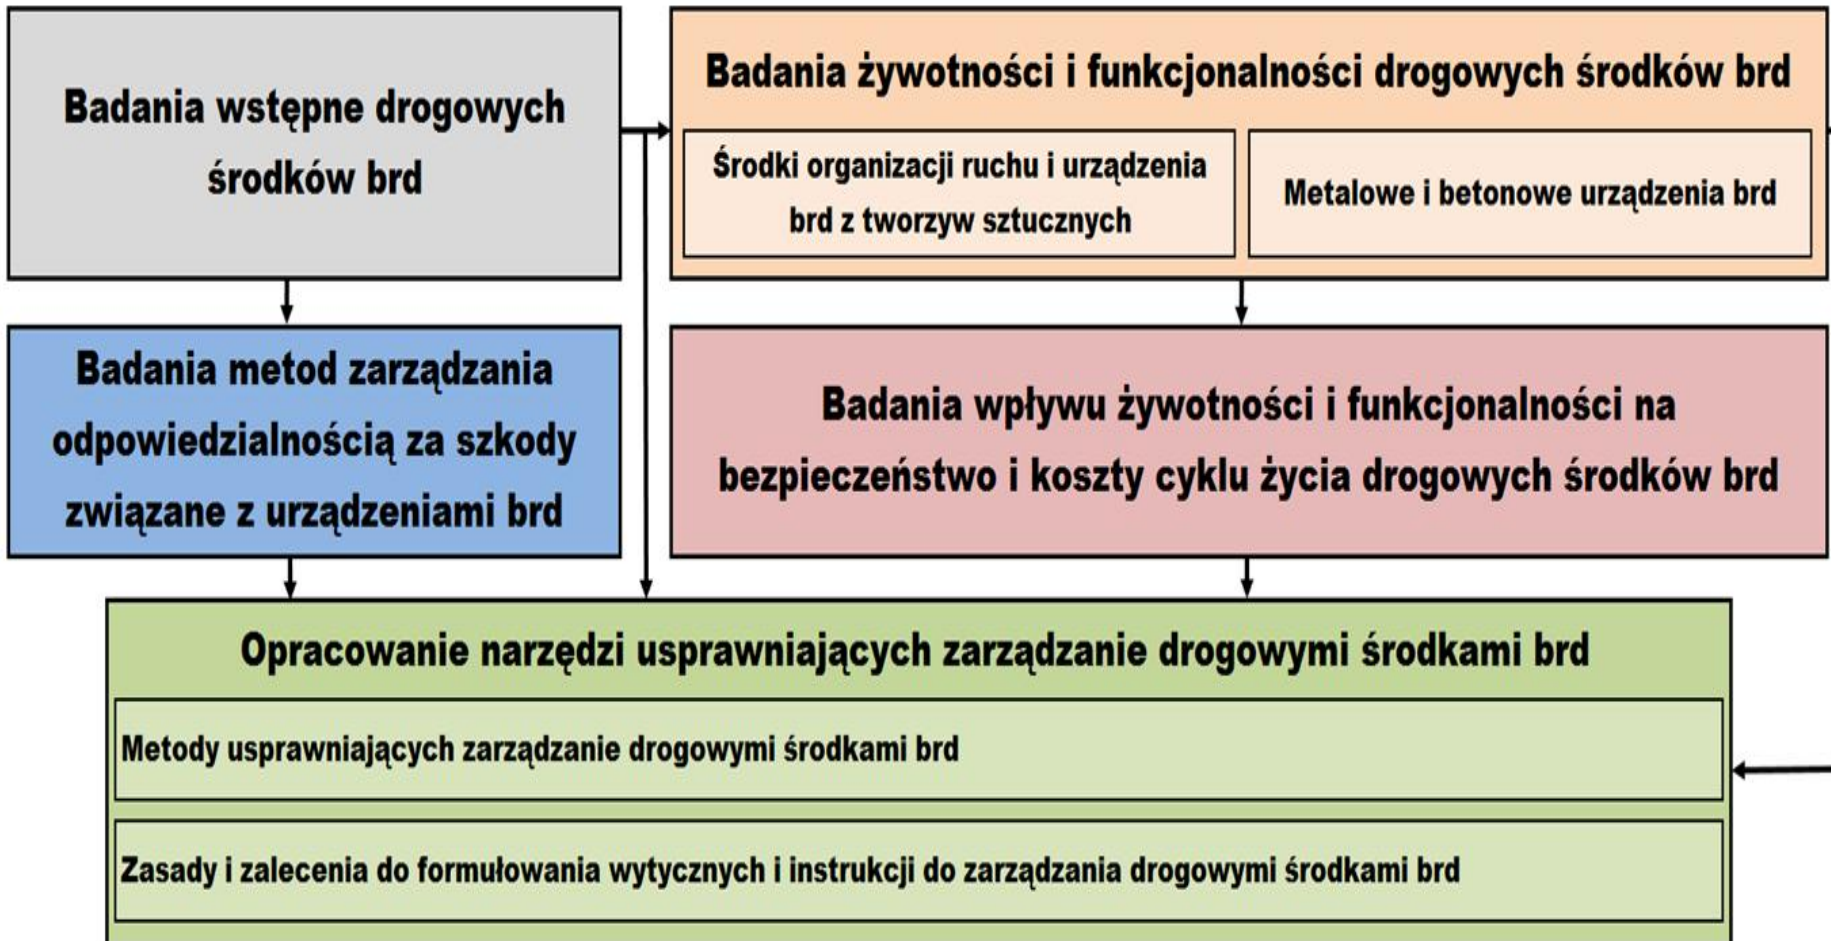 Badania wstępne drogowych
środków brd
Badania żywotności i funkcjonalności drogowych środków brd
Środki organizacji ruchu i urządzenia
brd z tworzyw sztucznych
Metalowe i betonowe urządzenia brd
Badania metod zarządzania
odpowiedzialnością za szkody
związane z urządzeniami brd
Badania wpływu żywotności i funkcjonalności na
bezpieczeństwo i koszty cyklu życia drogowych środków brd
Opracowanie narzędzi usprawniających zarządzanie drogowymi środkami brd
Metody usprawniających zarządzanie drogowymi środkami brd
Zasady i zalecenia do formułowania wytycznych i instrukcji do zarządzania drogowymi środkami brd